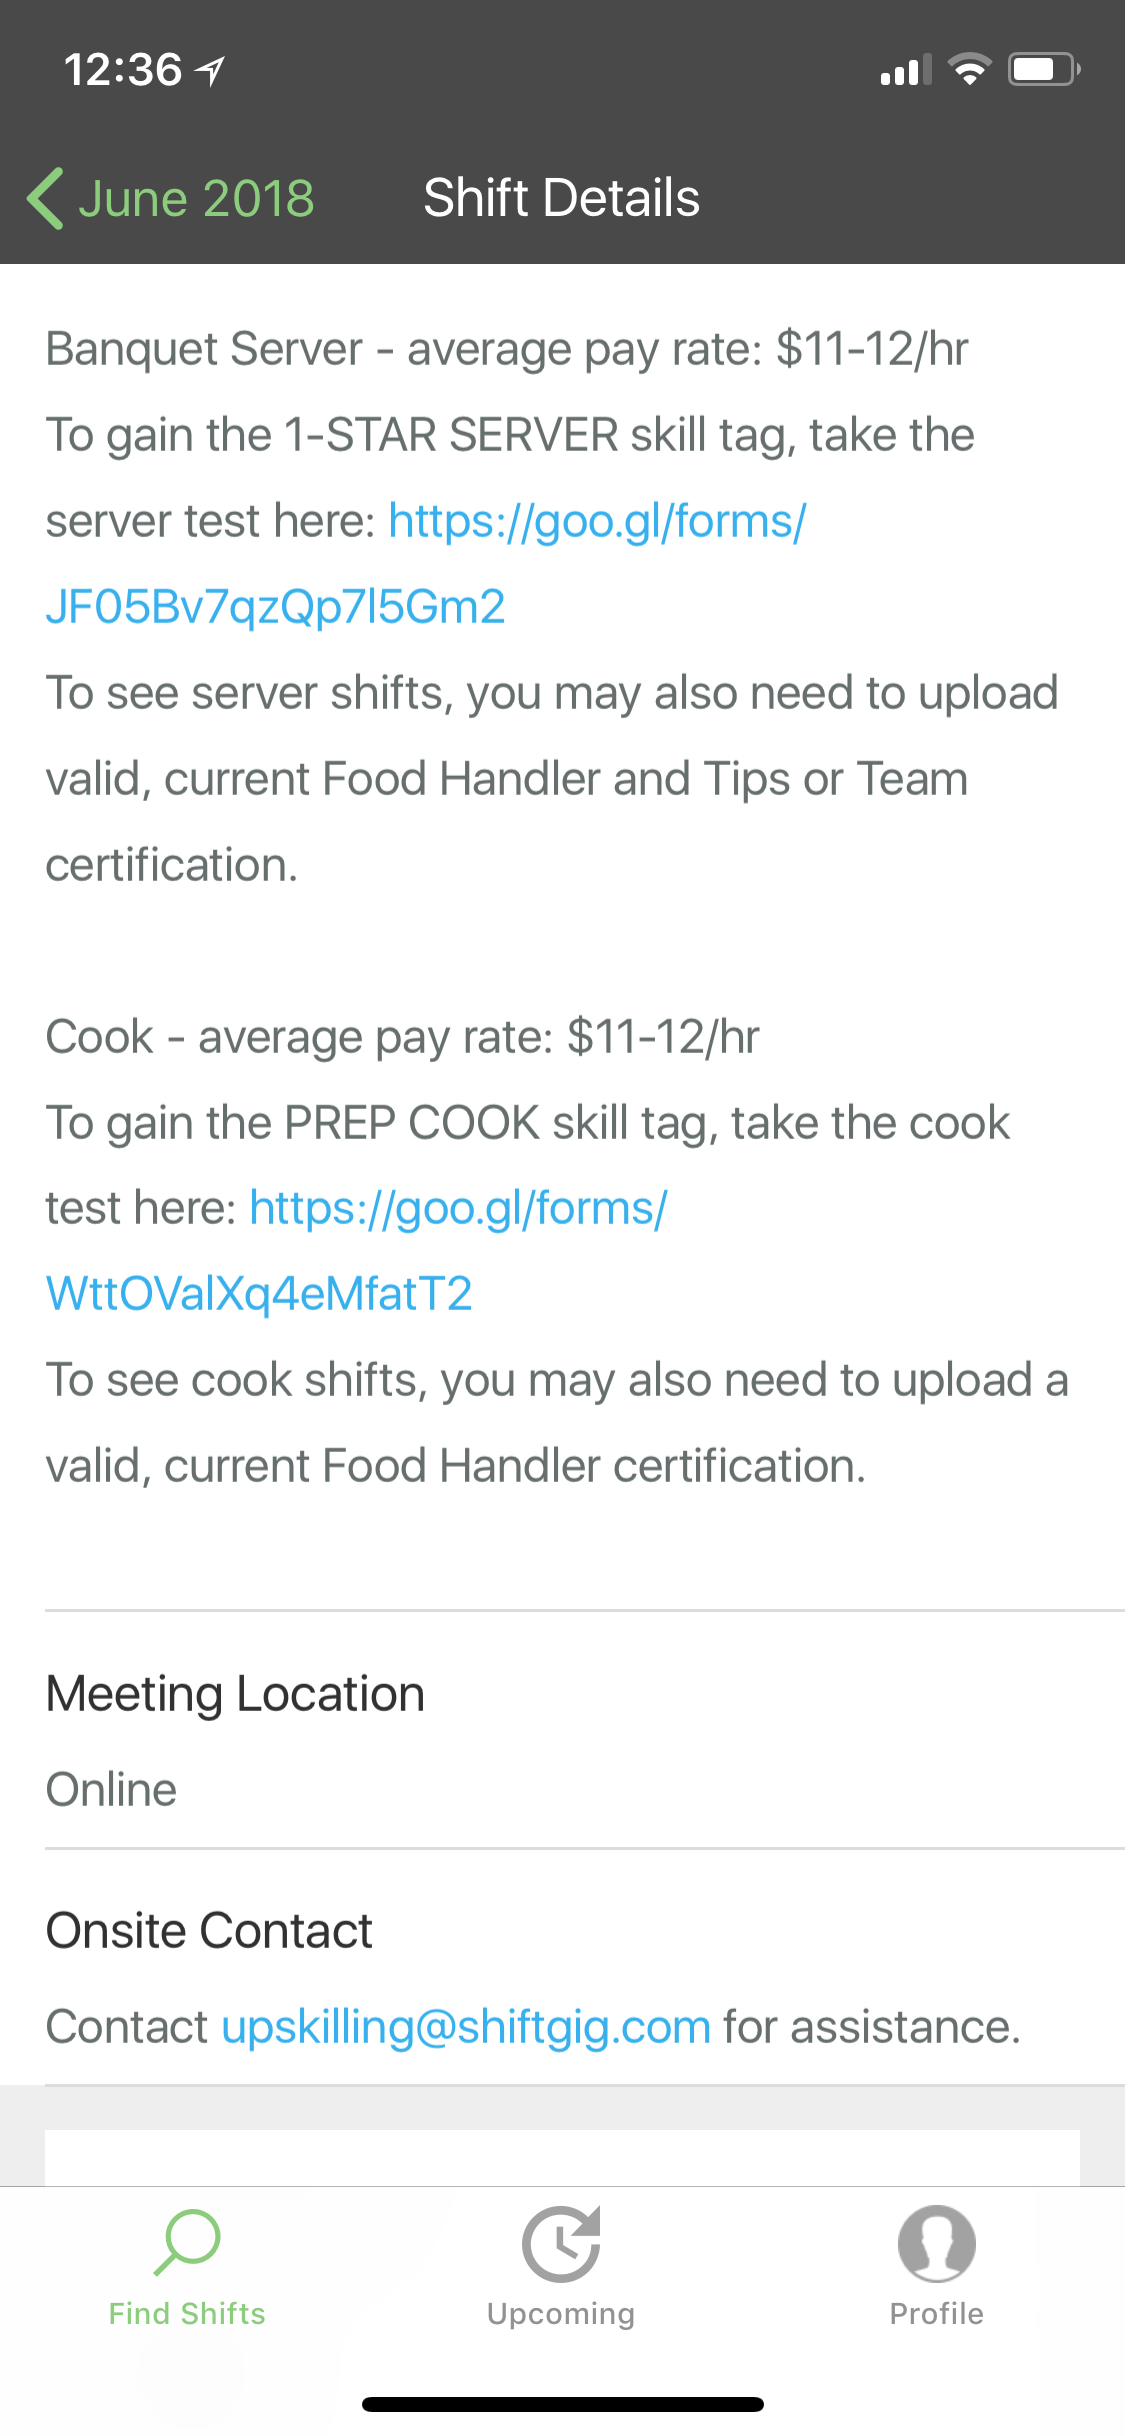 12:36
June 2018
Shift Details
Banquet Server - average pay rate: $11-12/hr
To gain the 1-STAR SERVER skill tag, take the
server test here: https://goo.gl/forms/
JF05Bv7qzQp7l5Gm2
To see server shifts, you may also need to upload
valid, current Food Handler and Tips or Team
certification.
Cook - average pay rate: $11-12/hr
To gain the PREP COOK skill tag, take the cook
test here: https://goo.gl/forms/
WttOValXq4eMfatT2
To see cook shifts, you may also need to upload a
valid, current Food Handler certification.
Meeting Location
Online
Onsite Contact
Contact upskilling@shiftgig.com for assistance.
Find Shifts
Upcoming
Profile